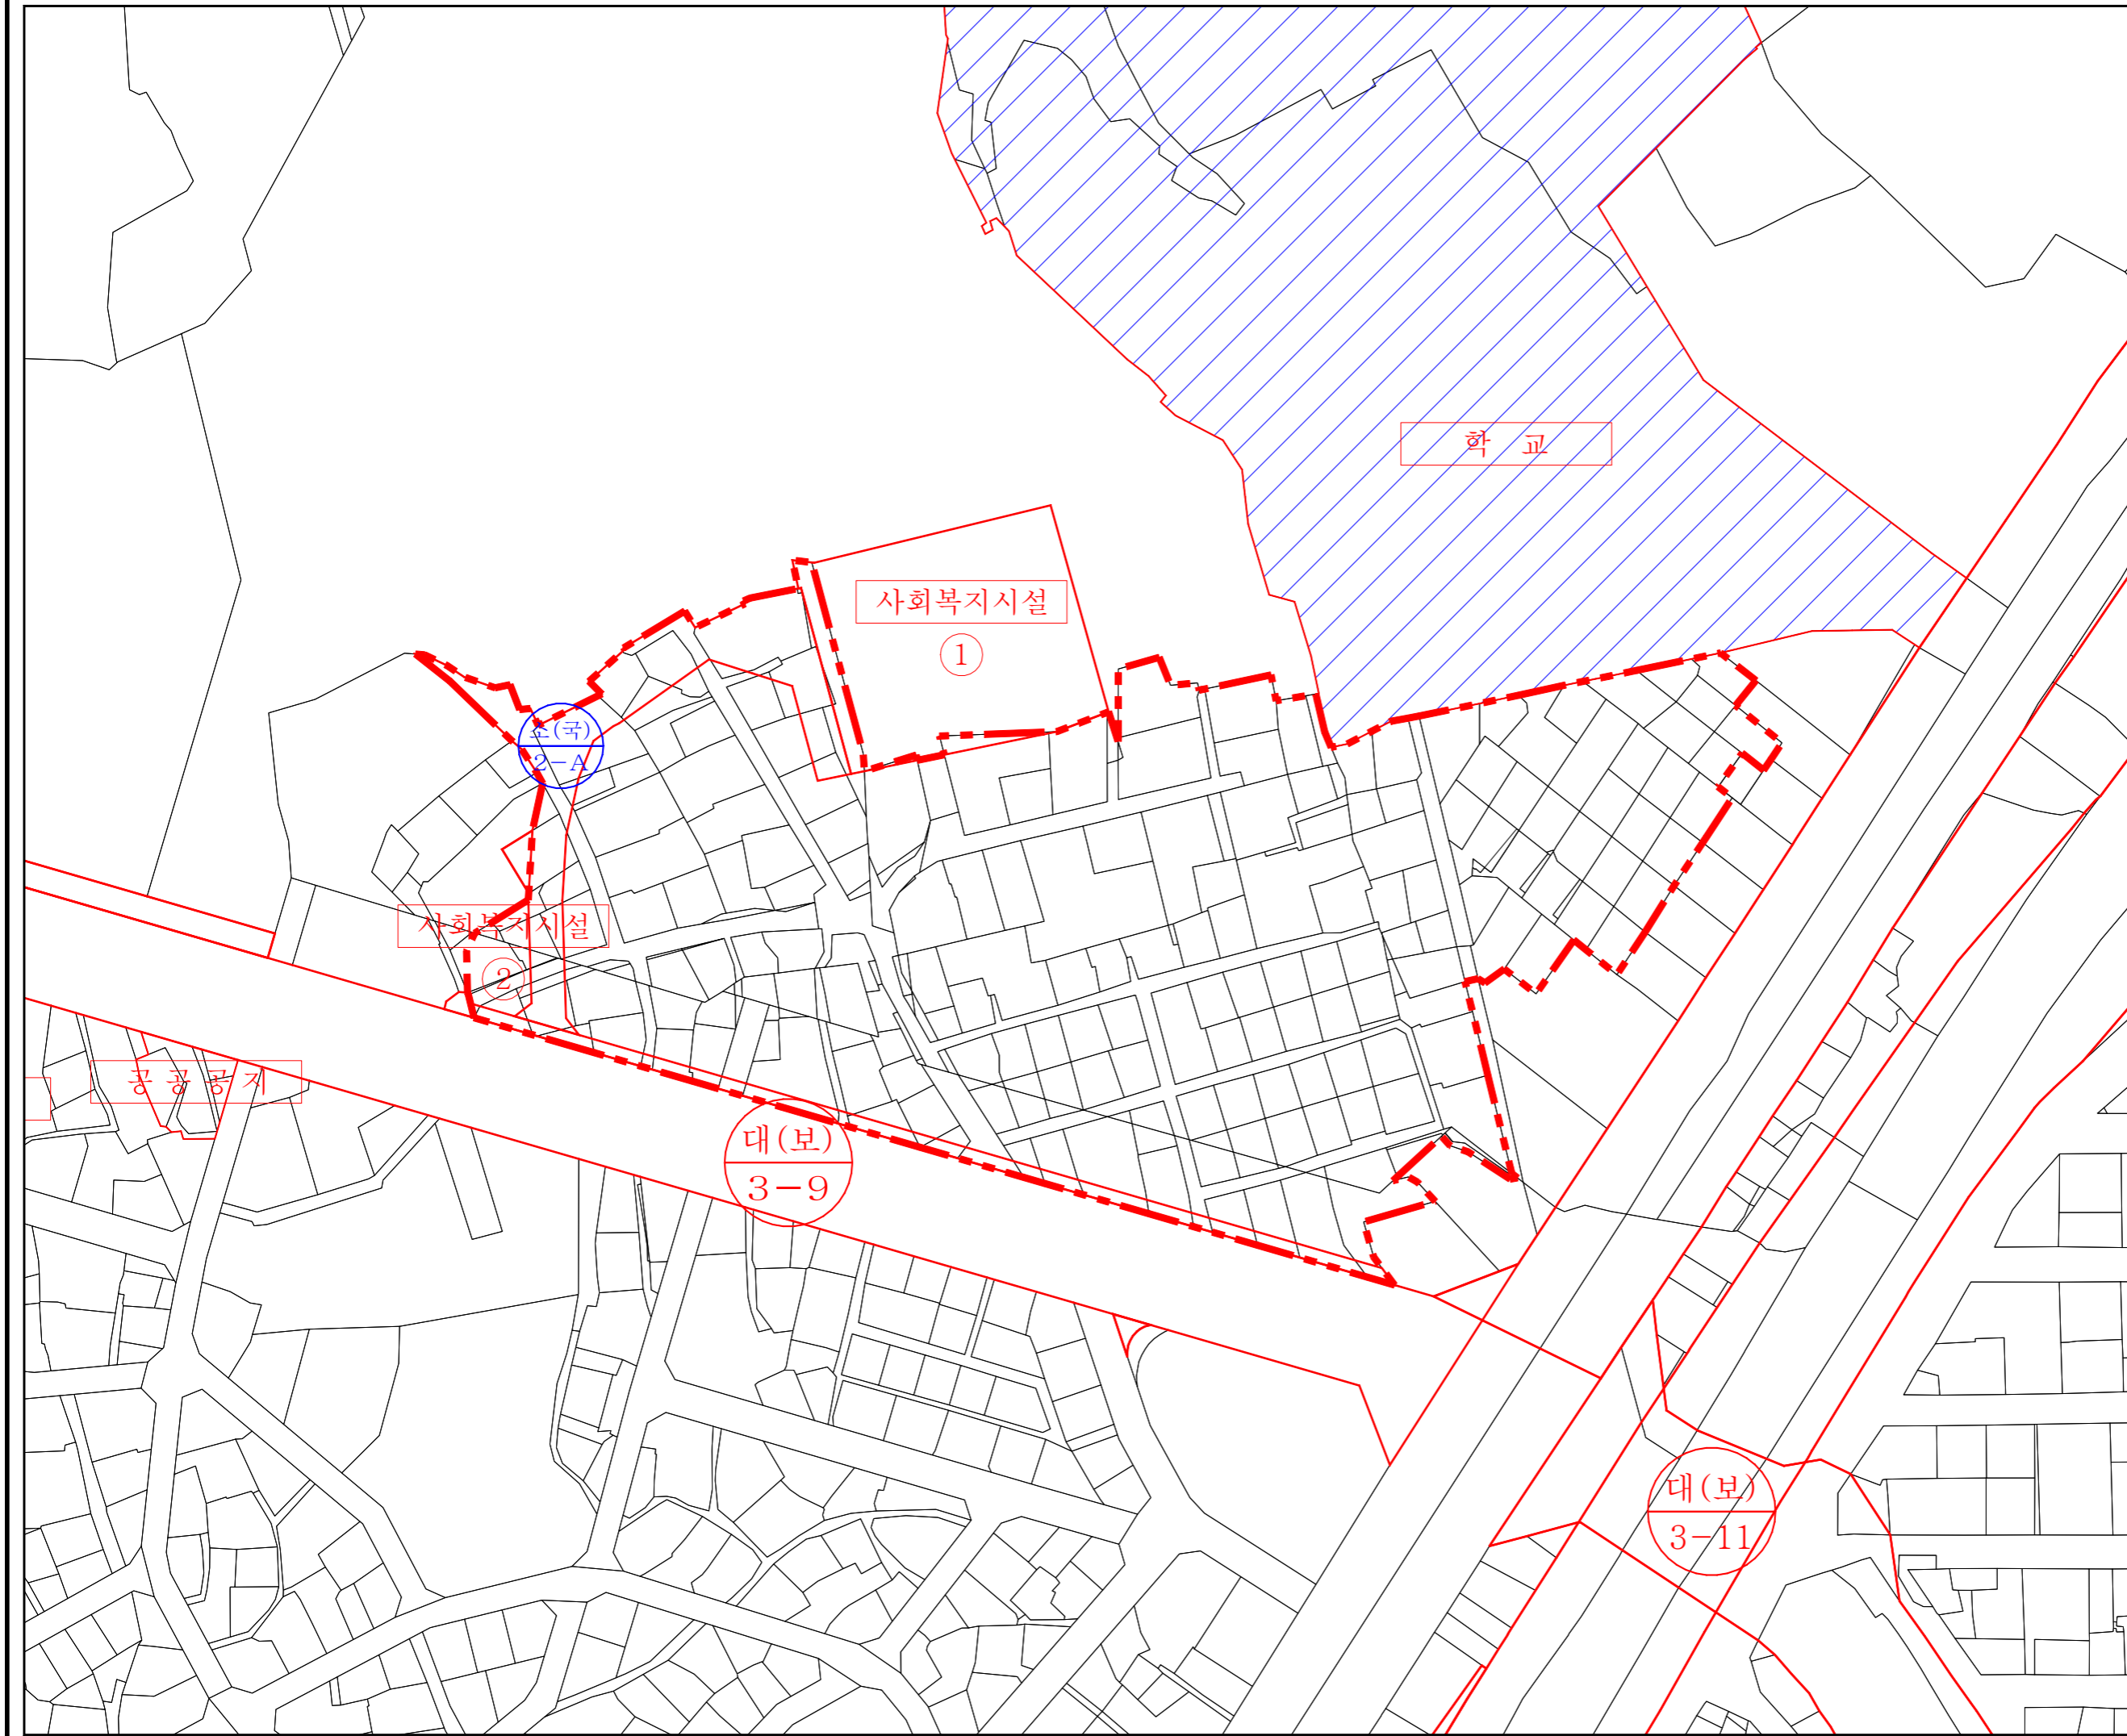 학 교
사회복지시설
①
소(국)
2-A
사회복지시설
②
공 공 공 지
대(보)
3-9
대(보)
3-11